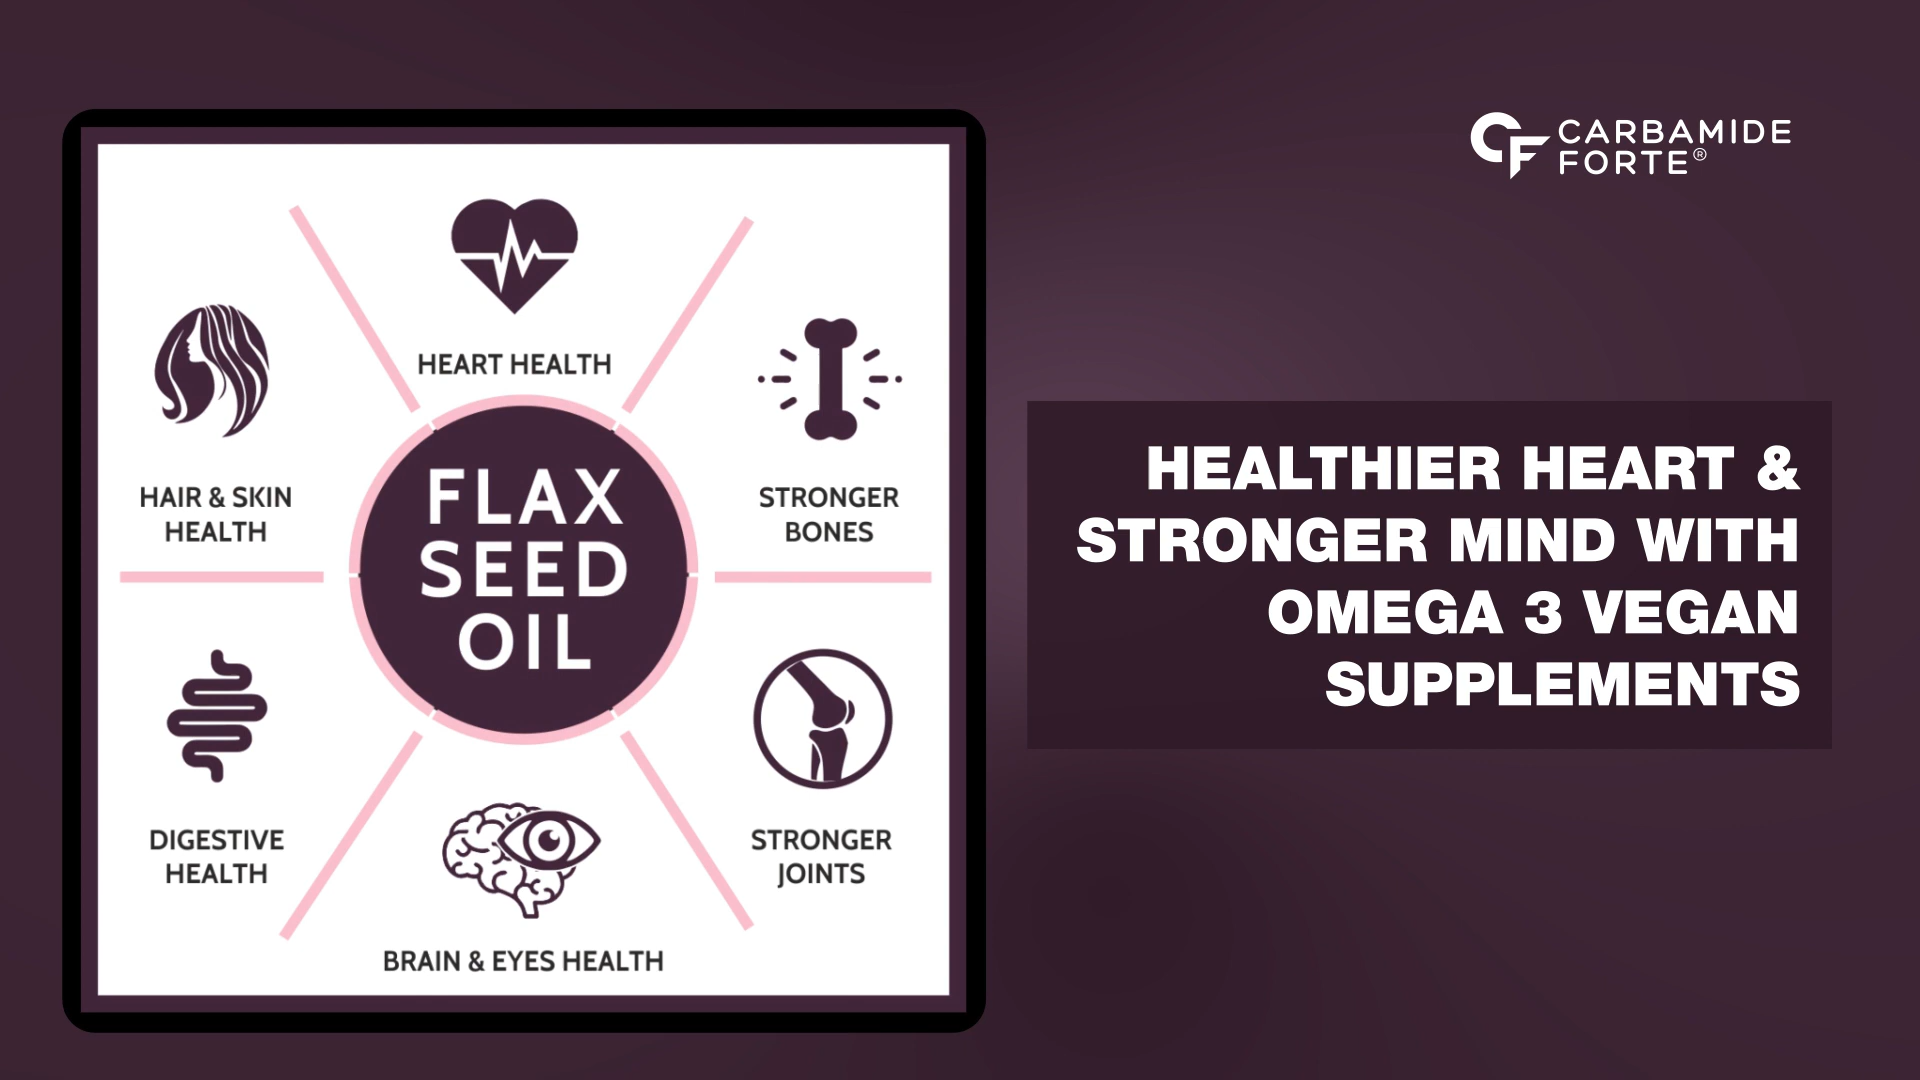 HEART HEALTH
HAIR & SKIN
HEALTH
STRONGER
BONES
FLAX
SEED
OIL
DIGESTIVE
HEALTH
STRONGER
JOINTS
BRAIN & EYES HEALTH
CF
CARBAMIDE
FORTE®
HEALTHIER HEART &
STRONGER MIND WITH
OMEGA 3 VEGAN
SUPPLEMENTS